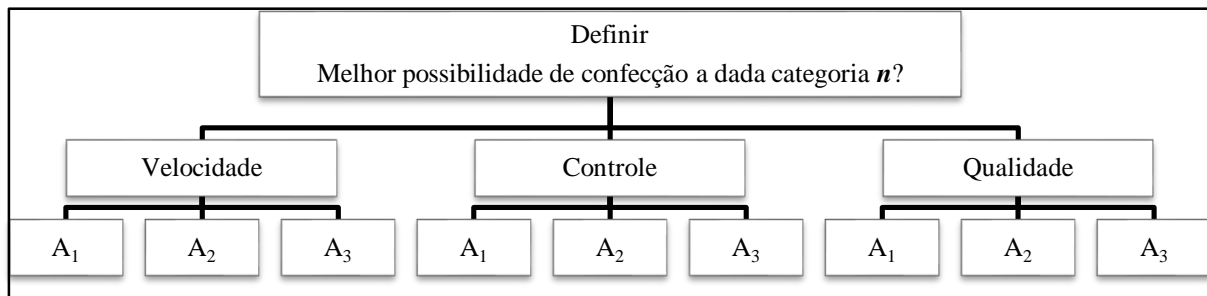 Definir
Melhor possibilidade de confecção a dada categoria n?
Velocidade Controle Qualidade
A₁ A₂ A₃ A₁ A₂ A₃ A₁ A₂ A₃